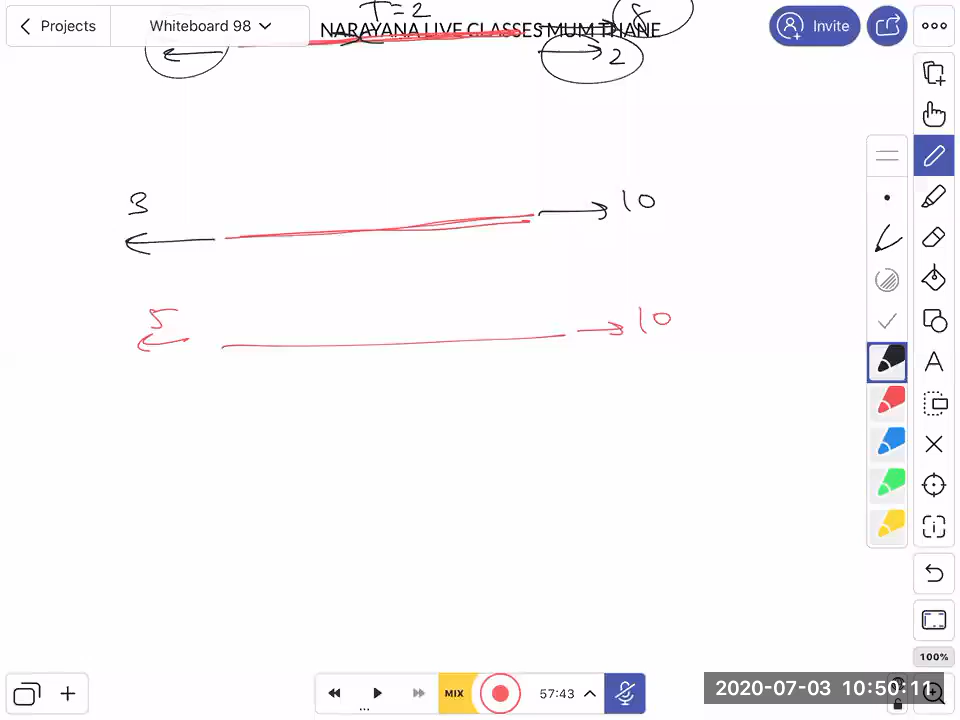 T=2
8
Projects
Whiteboard 98
NARAYANA LIVE CLASSES MUM THANE
Invite
2
3
10
5
10
A
100%
MIX
57:43
2020-07-03 10:50:11